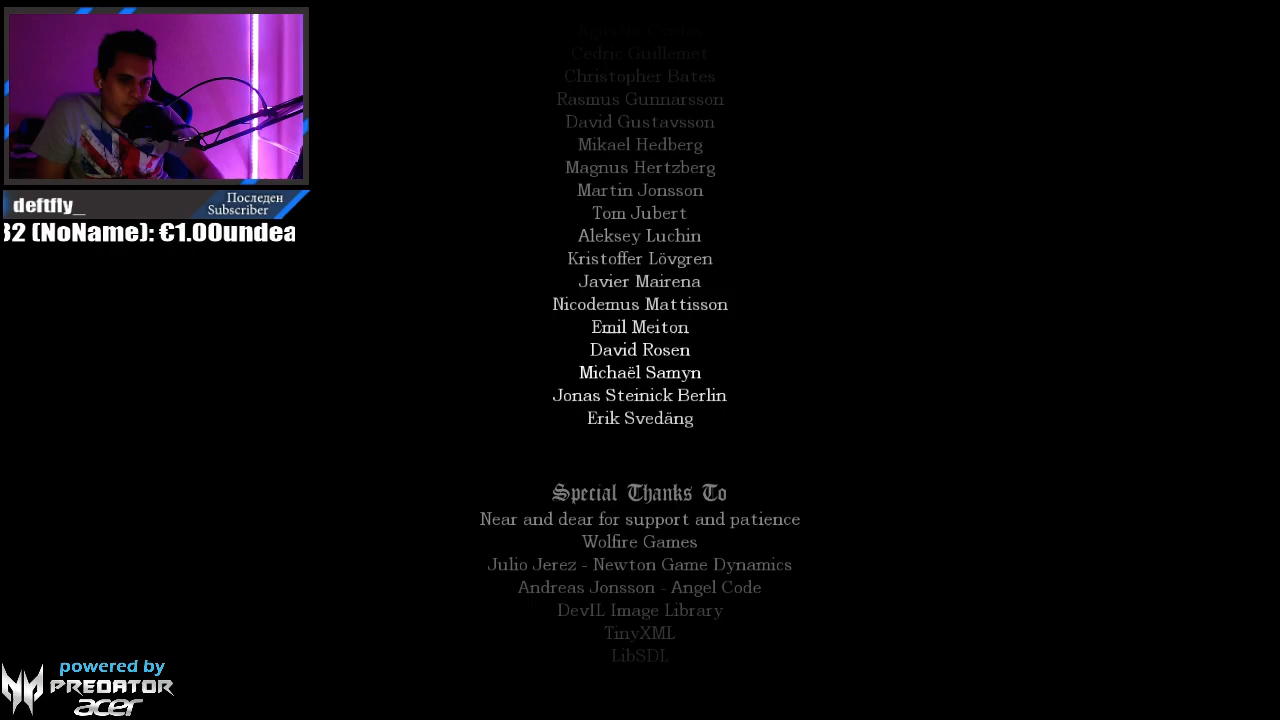 Cedric Guillemet
Christopher Bates
Rasmus Gunnarsson
David Gustavsson
Mikael Hedberg
Magnus Hertzberg
Martin Jonsson
Tom Jubert
Aleksey Luchin
Kristoffer Lövgren
Javier Mairena
Nicodemus Mattisson
Emil Meiton
David Rosen
Michaël Samyn
Jonas Steinick Berlin
Erik Svedäng
Special Thanks To
Near and dear for support and patience
Wolfire Games
Julio Jerez - Newton Game Dynamics
Andreas Jonsson - Angel Code
DevIL Image Library
TinyXML
LibSDL
deftfly_
Последен
Subscriber
32 (NoName): €1.00undea
powered by
PREDATOR
acer